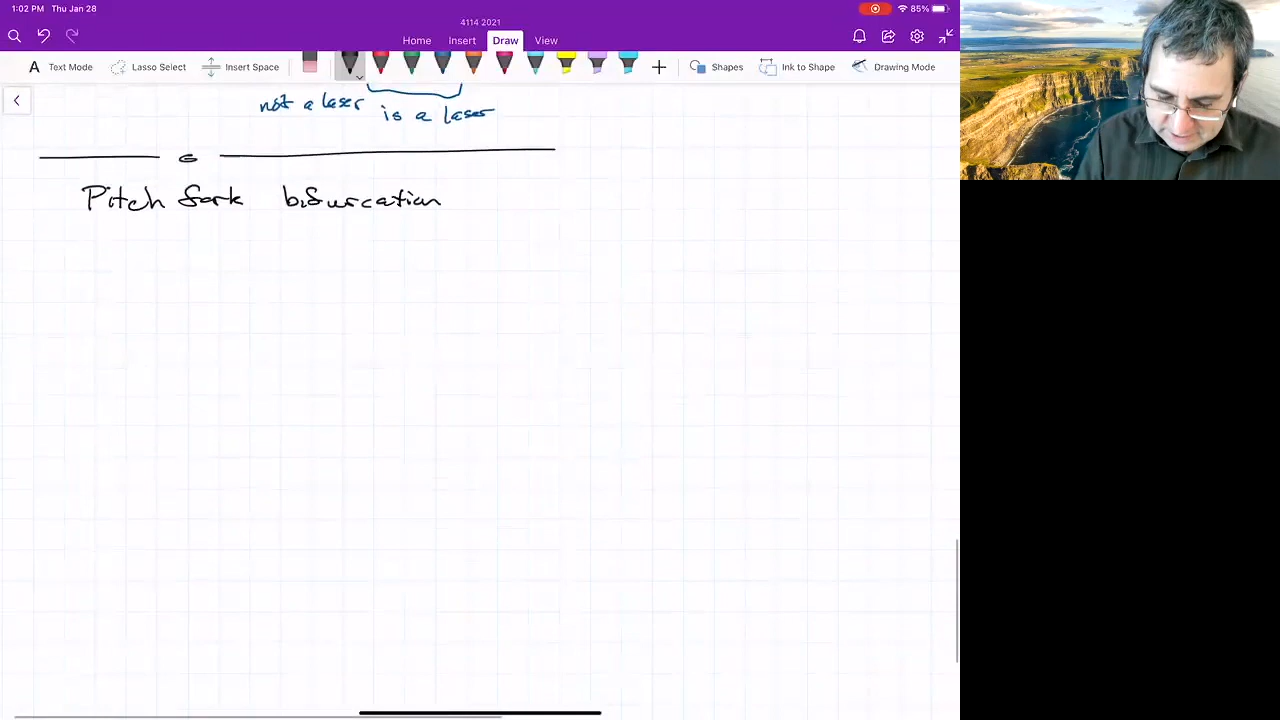 1:02 PM Thu Jan 28
85%
4114 2021
Home Insert Draw View
A Text Mode Lasso Select Insert Space Shapes Ink to Shape Drawing Mode
not a laser
is a laser
Pitch fork bifurcation